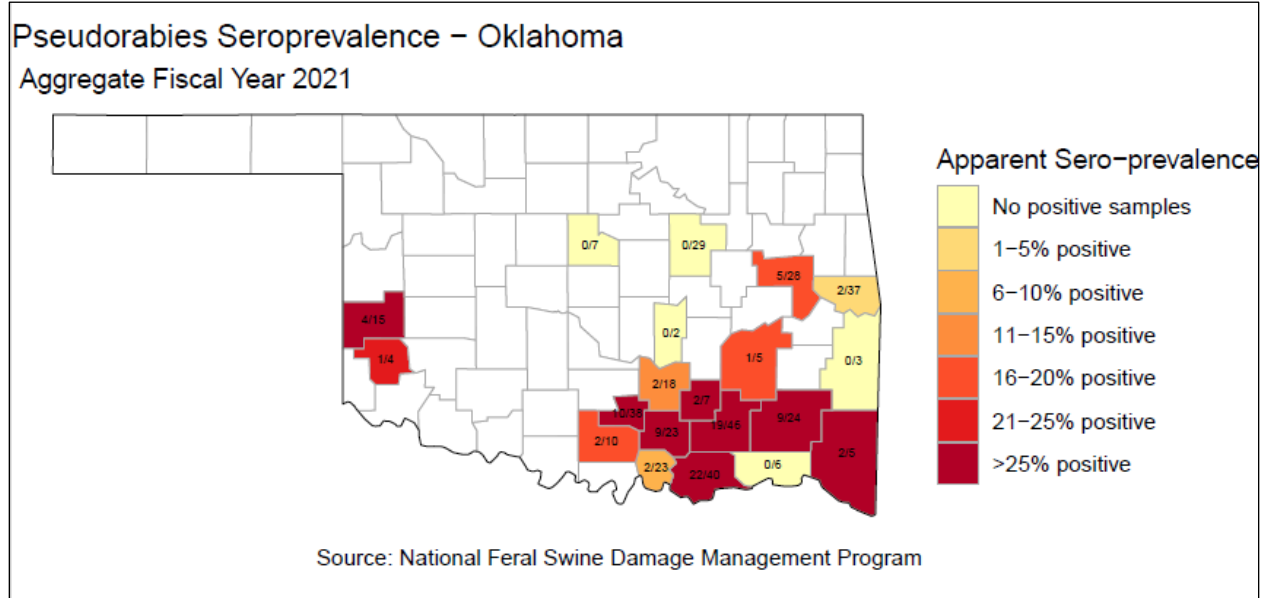 Pseudorabies Seroprevalence − Oklahoma
Aggregate Fiscal Year 2021
0/7
0/29
5/28
2/37
4/15
0/2
1/5
0/3
1/4
2/18
2/7
10/38
19/46
9/24
9/23
2/10
2/5
2/23
22/40
0/6
Apparent Sero−prevalence
No positive samples
1−5% positive
6−10% positive
11−15% positive
16−20% positive
21−25% positive
>25% positive
Source: National Feral Swine Damage Management Program